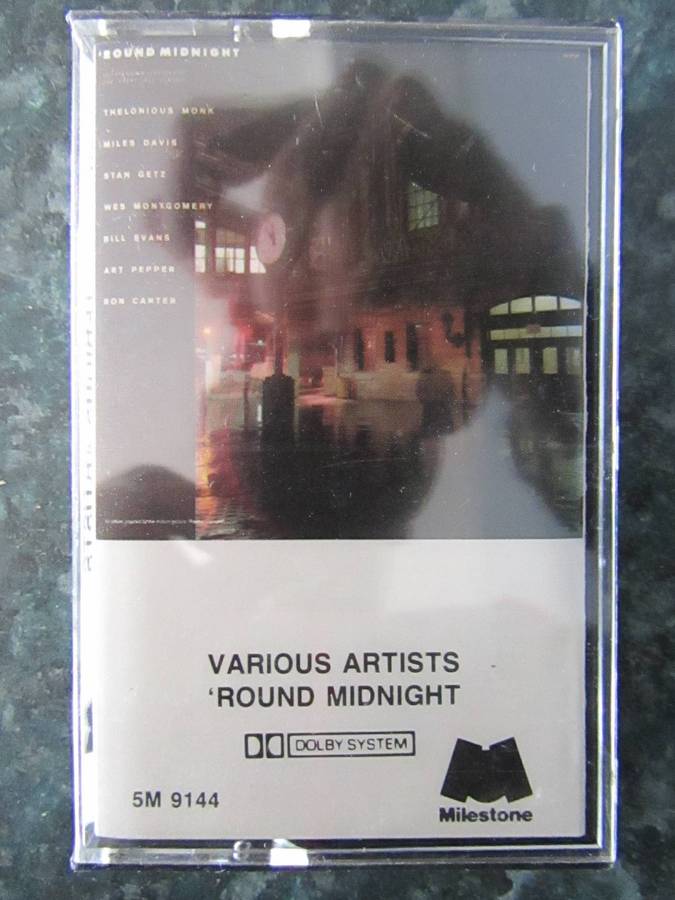 'ROUND MIDNIGHT
THELONIOUS MONK
MILES DAVIS
STAN GETZ
WES MONTGOMERY
BILL EVANS
ART PEPPER
RON CARTER
VARIOUS ARTISTS
'ROUND MIDNIGHT
DOLBY SYSTEM
5M 9144
Milestone